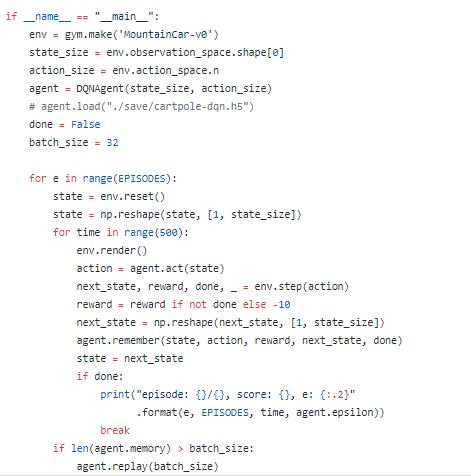 if __name__ == "__main__":
    env = gym.make('MountainCar-v0')
    state_size = env.observation_space.shape[0]
    action_size = env.action_space.n
    agent = DQNAgent(state_size, action_size)
    # agent.load("./save/cartpole-dqn.h5")
    done = False
    batch_size = 32

    for e in range(EPISODES):
        state = env.reset()
        state = np.reshape(state, [1, state_size])
        for time in range(500):
            env.render()
            action = agent.act(state)
            next_state, reward, done, _ = env.step(action)
            reward = reward if not done else -10
            next_state = np.reshape(next_state, [1, state_size])
            agent.remember(state, action, reward, next_state, done)
            state = next_state
            if done:
                print("episode: {}/{}, score: {}, e: {:.2}"
                      .format(e, EPISODES, time, agent.epsilon))
                break
        if len(agent.memory) > batch_size:
            agent.replay(batch_size)